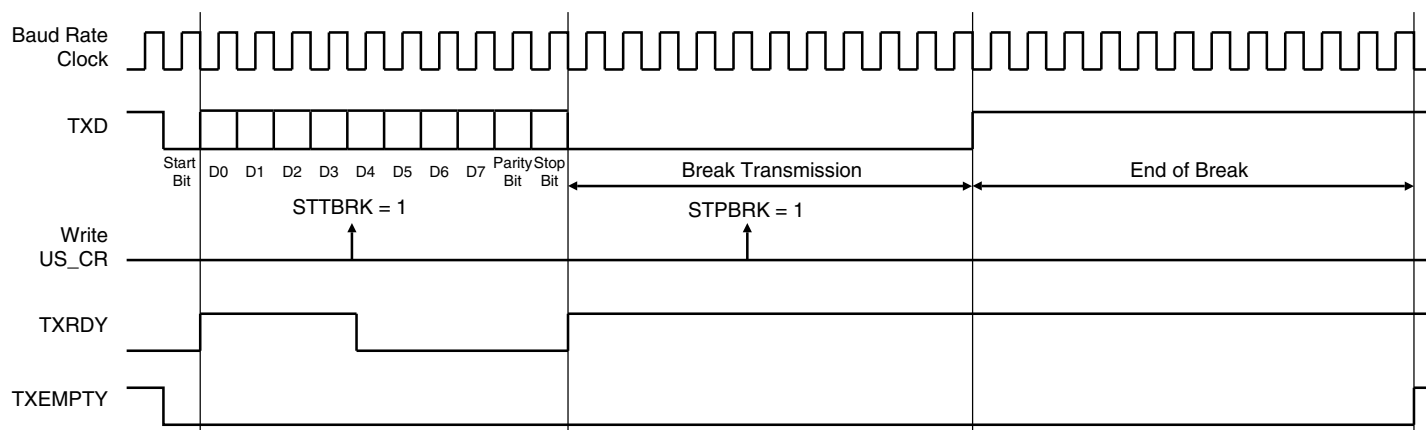 Baud Rate
Clock
TXD
Start
Bit
D0 D1 D2 D3 D4 D5 D6 D7
Parity
Bit
Stop
Bit
Break Transmission
End of Break
STTBRK = 1
STPBRK = 1
Write
US_CR
TXRDY
TXEMPTY